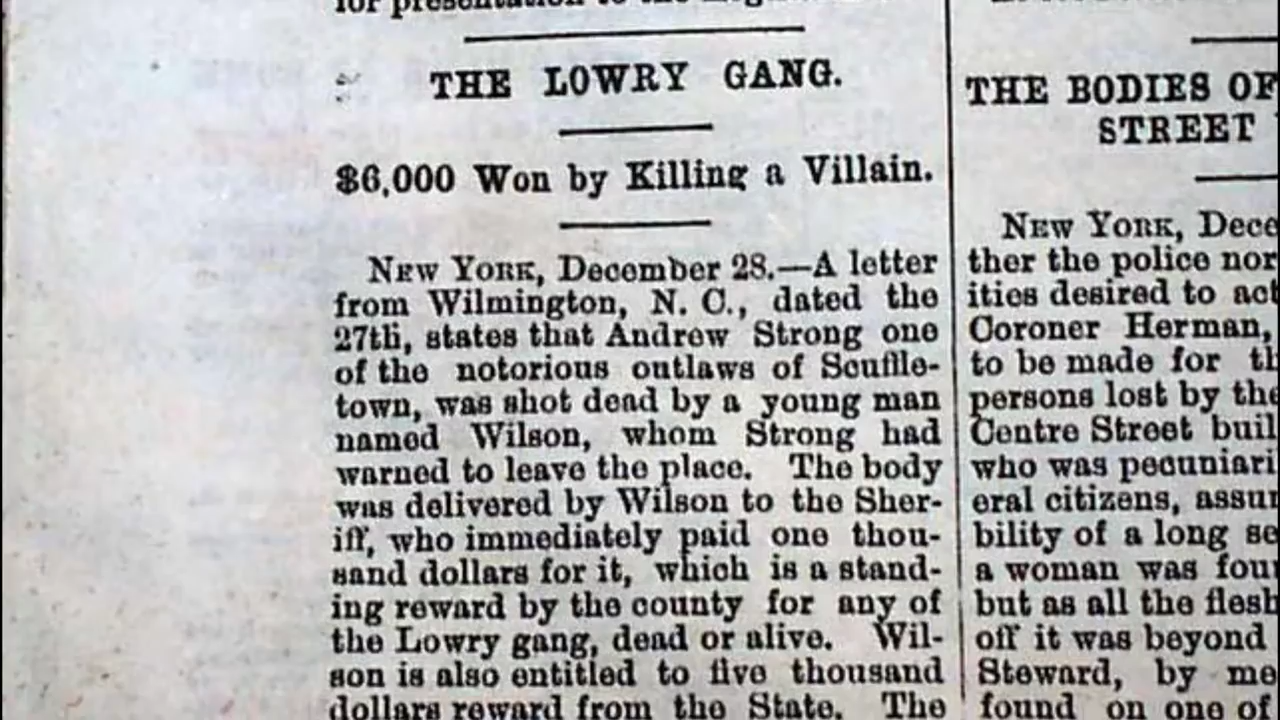 for presentation to the
THE LOWRY GANG.
$6,000 Won by Killing a Villain.
NEW YORK, December 28.—A letter
from Wilmington, N. C., dated the
27th, states that Andrew Strong one
of the notorious outlaws of Scuffle-
town, was shot dead by a young man
named Wilson, whom Strong had
warned to leave the place. The body
was delivered by Wilson to the Sher-
iff, who immediately paid one thou-
sand dollars for it, which is a stand-
ing reward by the county for any of
the Lowry gang, dead or alive. Wil-
son is also entitled to five thousand
dollars reward from the State. The
THE BODIES OF
STREET
NEW YORK, Dece
ther the police nor
ities desired to act
Coroner Herman,
to be made for th
persons lost by the
Centre Street buil
who was pecuniari
eral citizens, assur
bility of a long se
a woman was four
but as all the flesh
off it was beyond
Steward, by me
found on one of